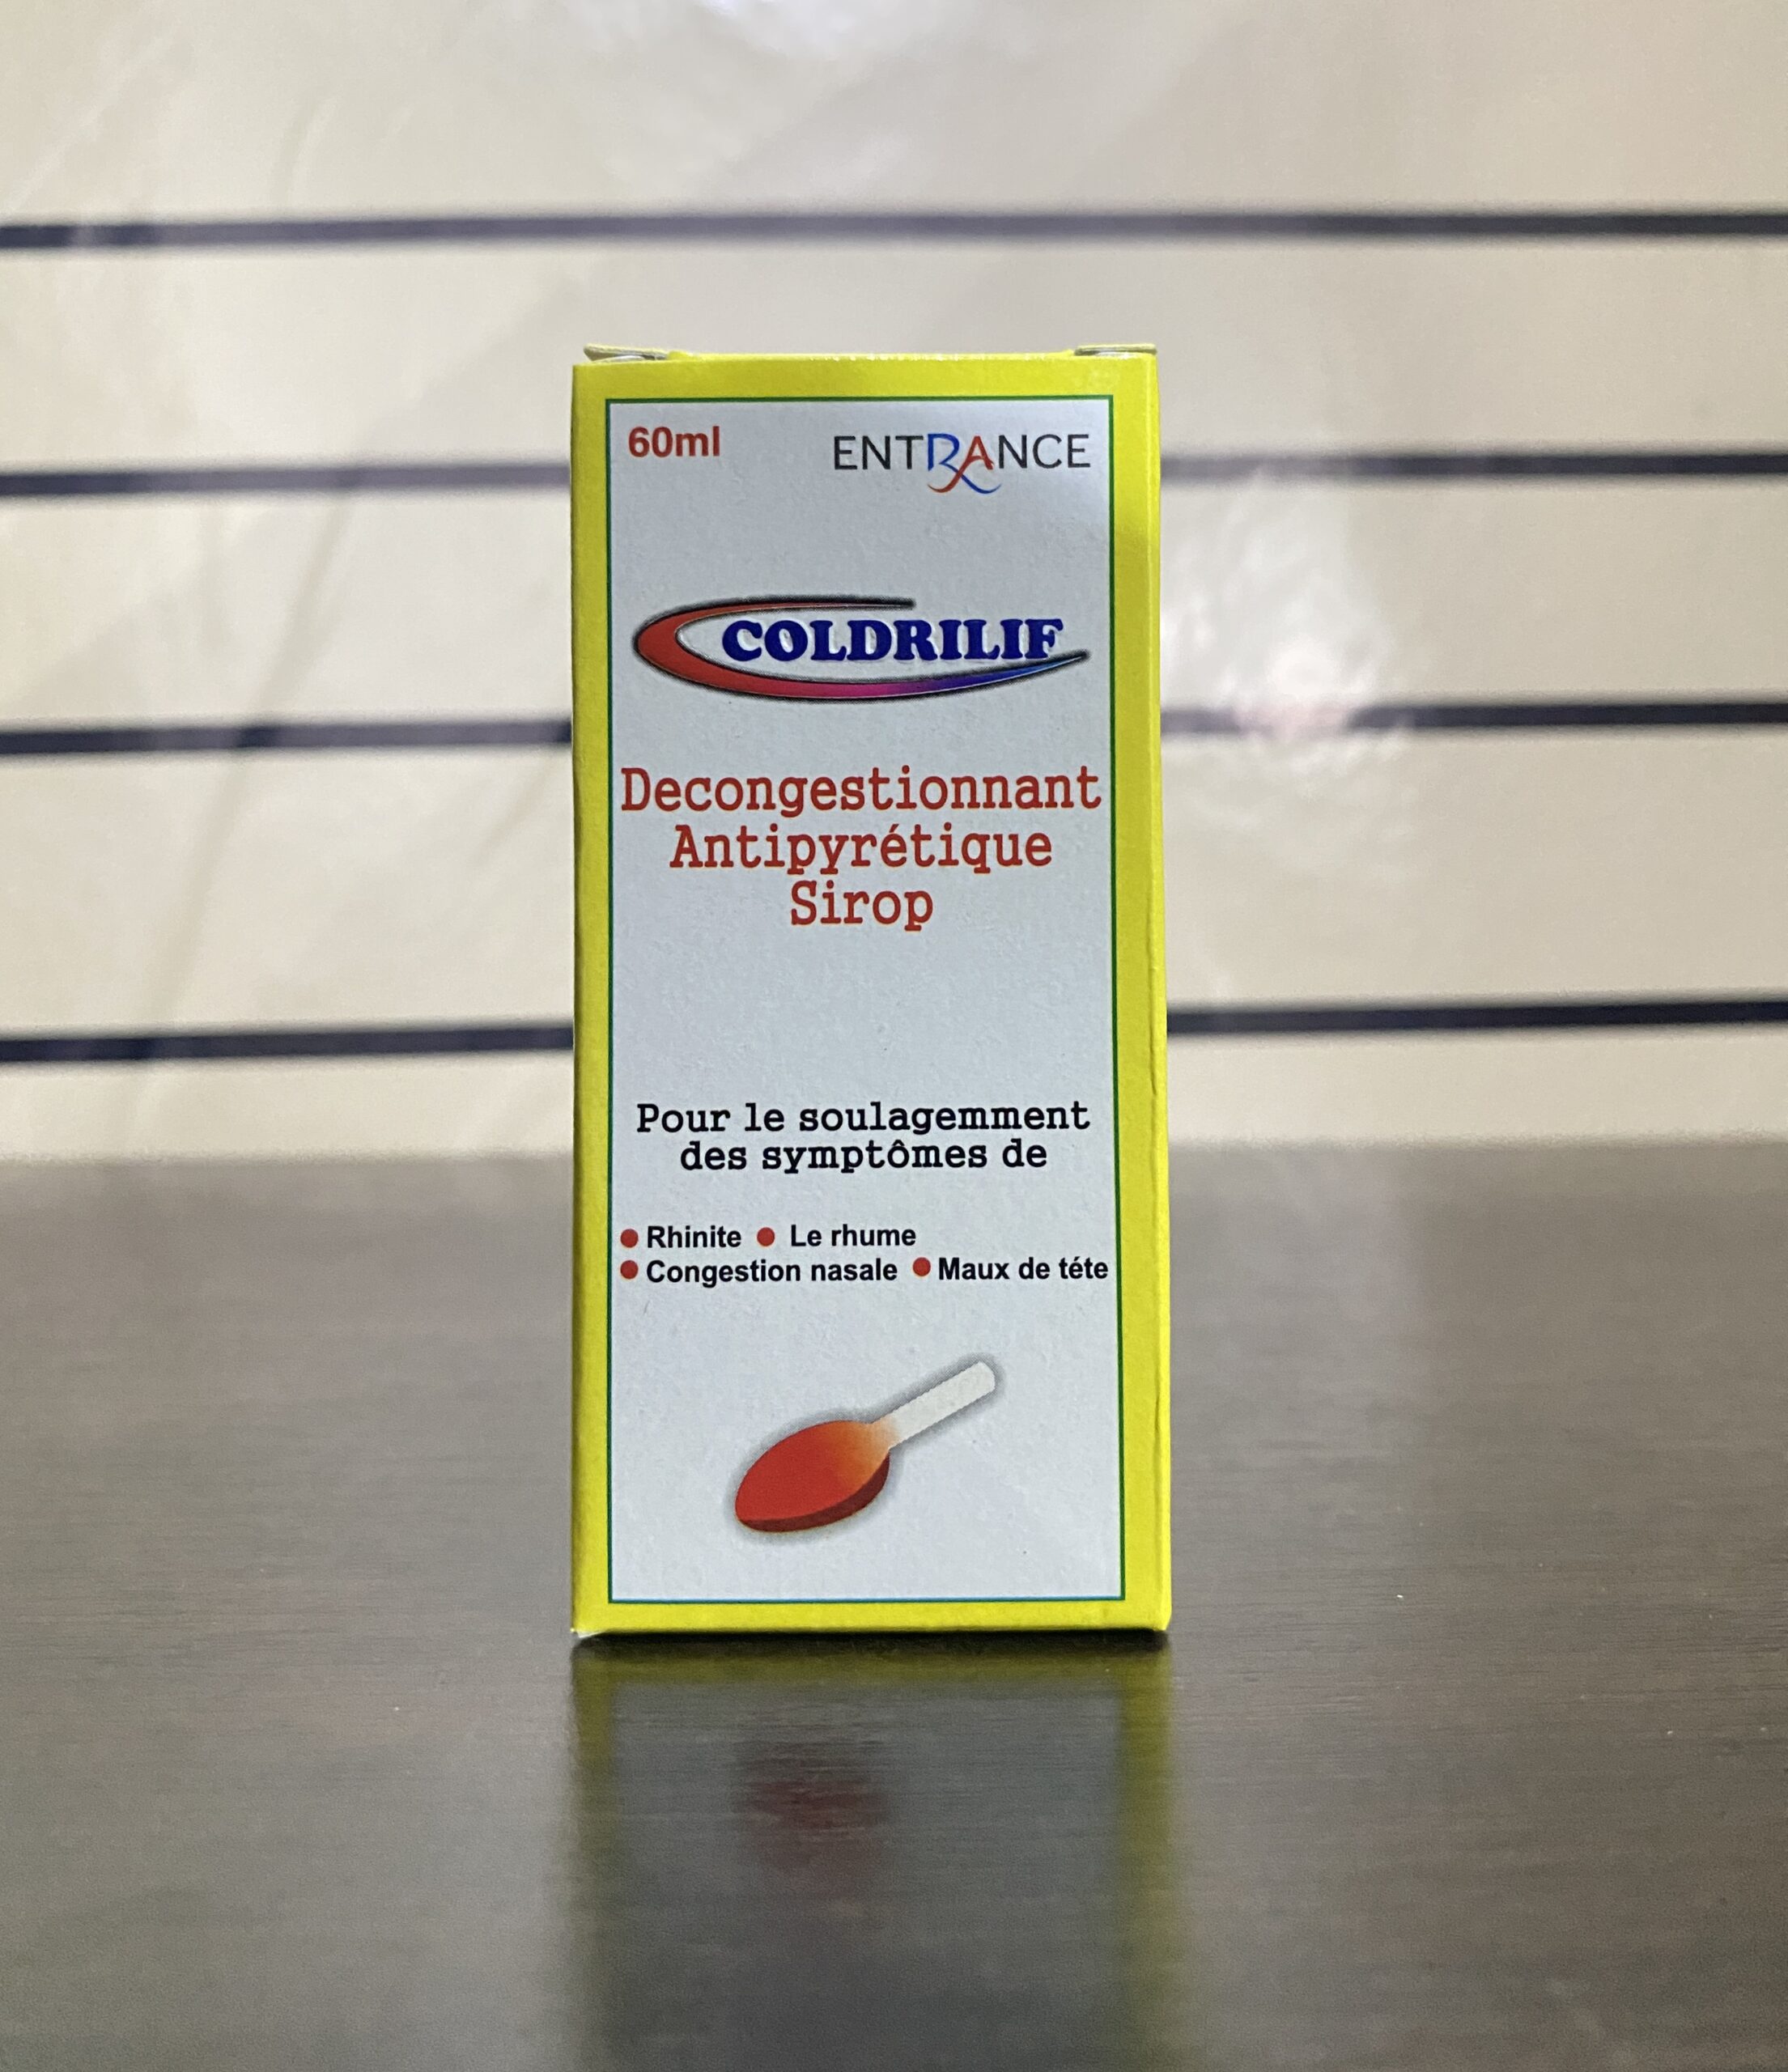 60ml
ENTRANCE
COLDRILIF
Decongestionnant
Antipyrétique
Sirop
Pour le soulagemment
des symptômes de
Rhinite Le rhume
Congestion nasale Maux de téte